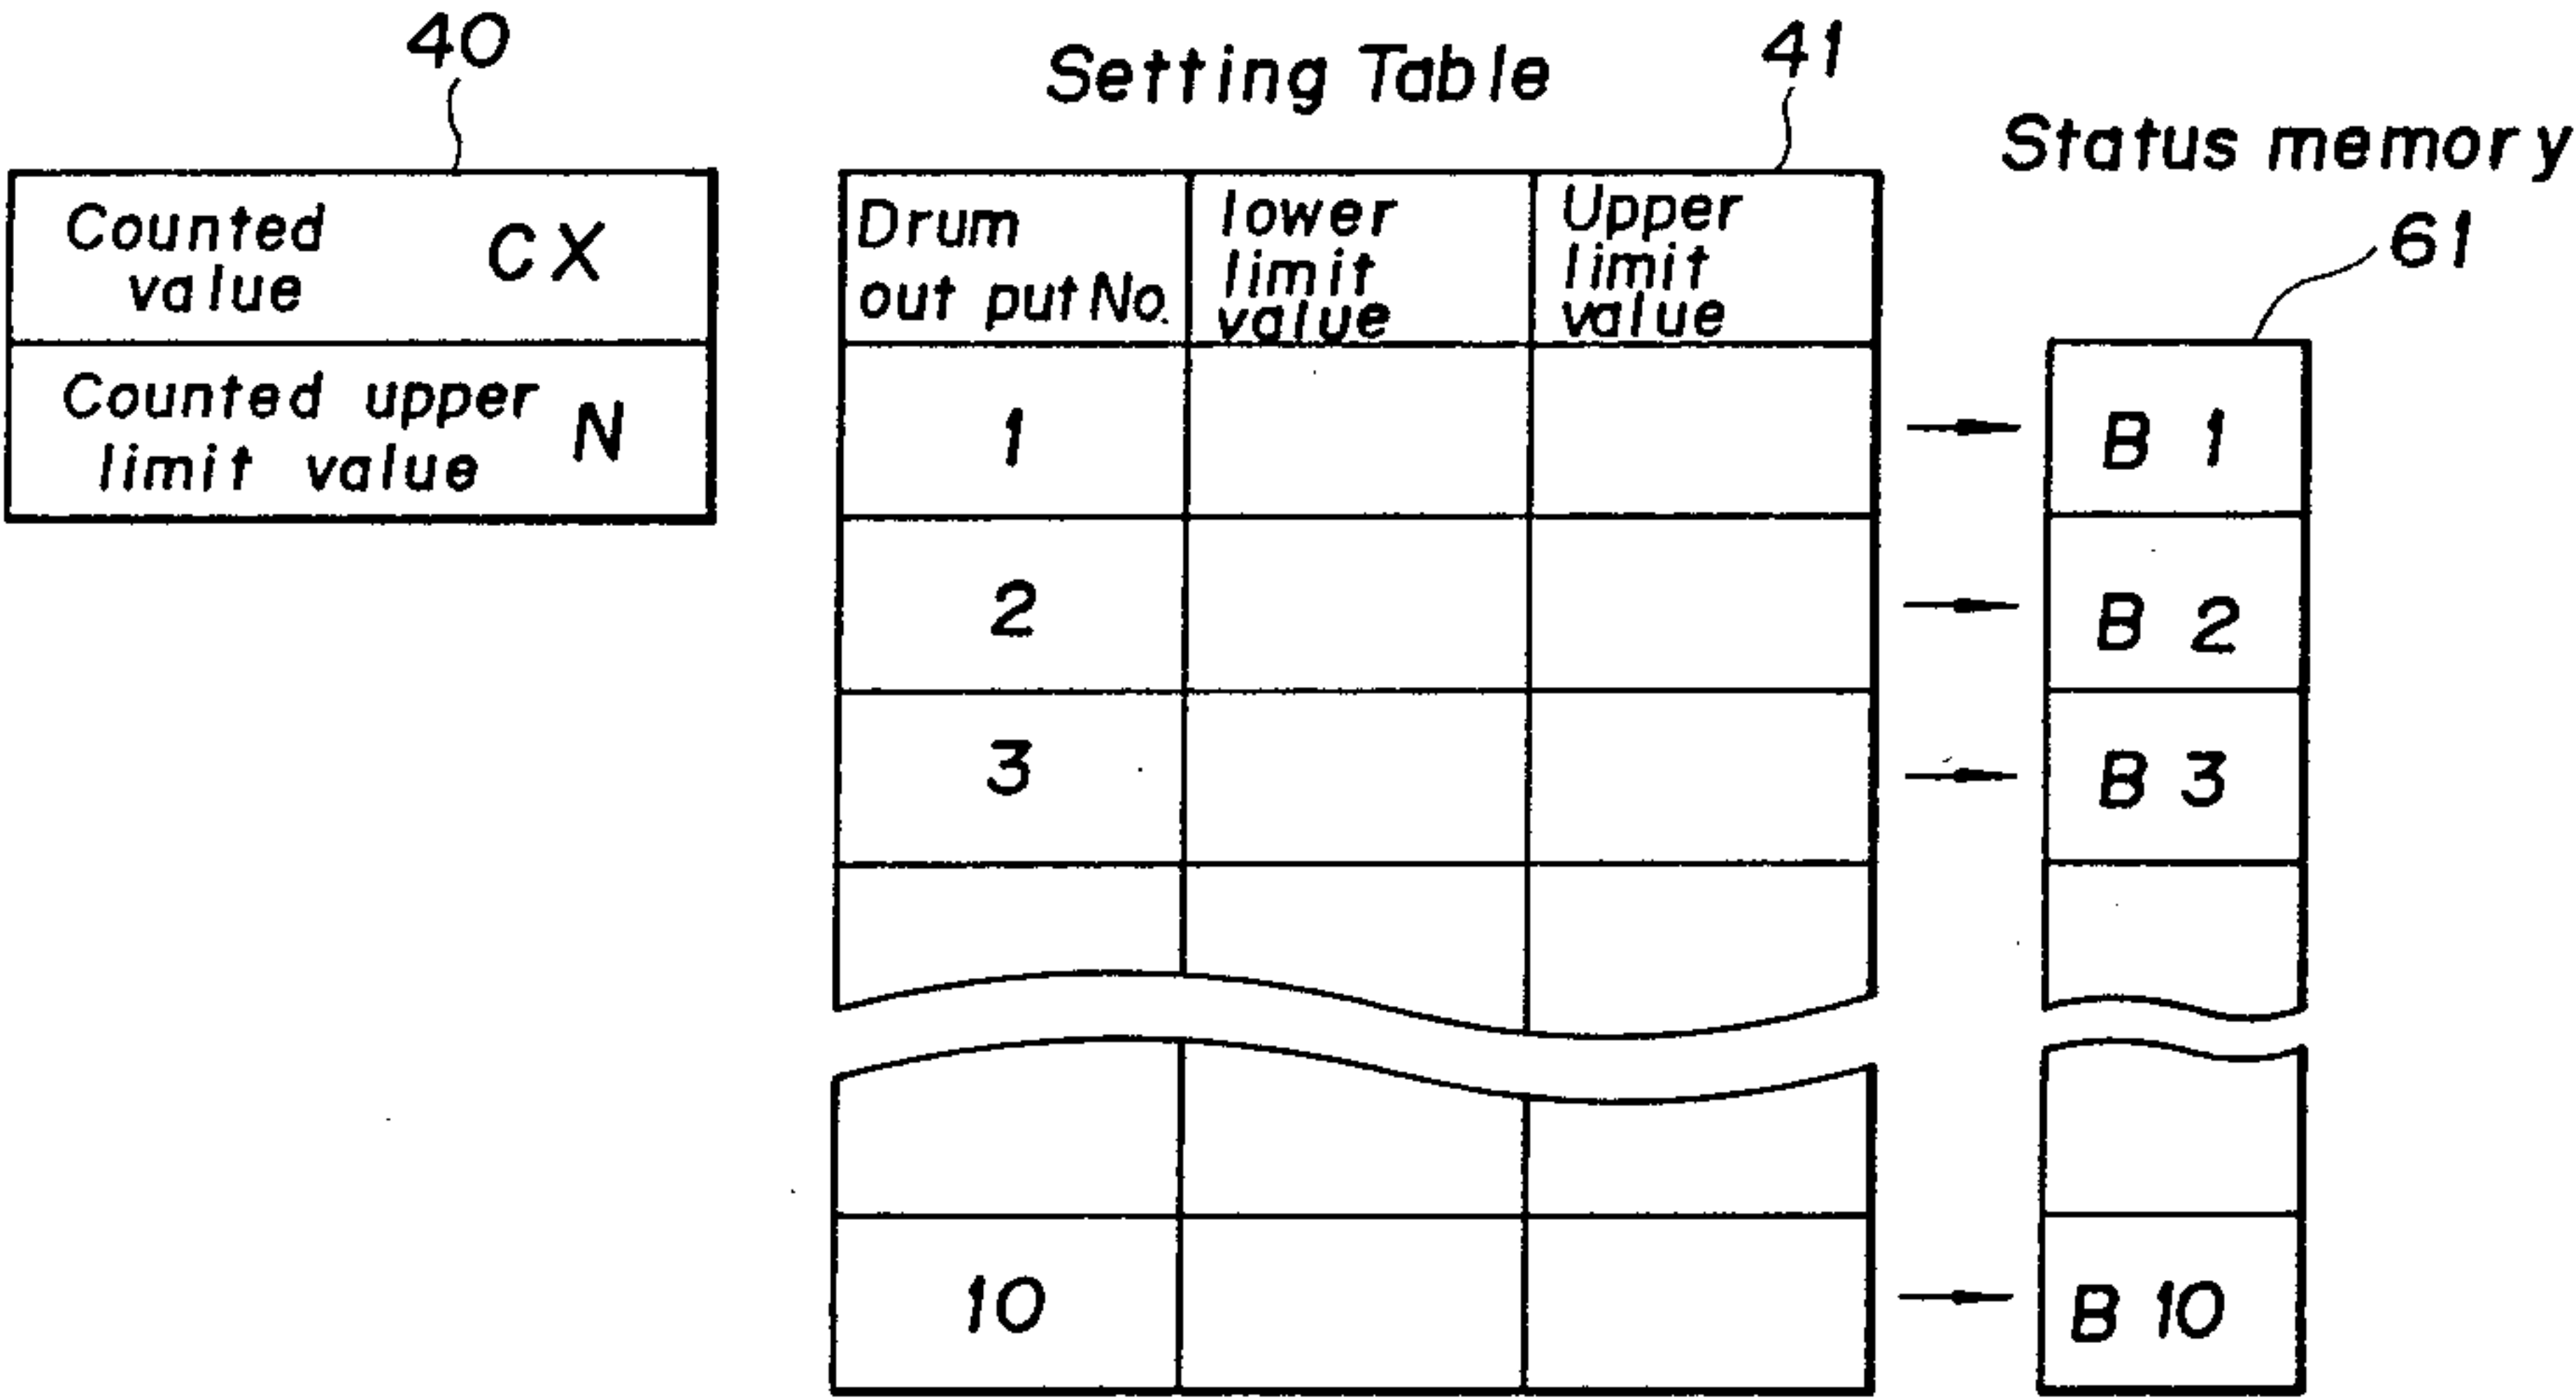 40
Counted
value CX
Counted upper
limit value N
Setting Table
41
Drum
out put No.
lower
limit
value
Upper
limit
value
1
2
3
10
Status memory
61
B 1
B 2
B 3
B 10